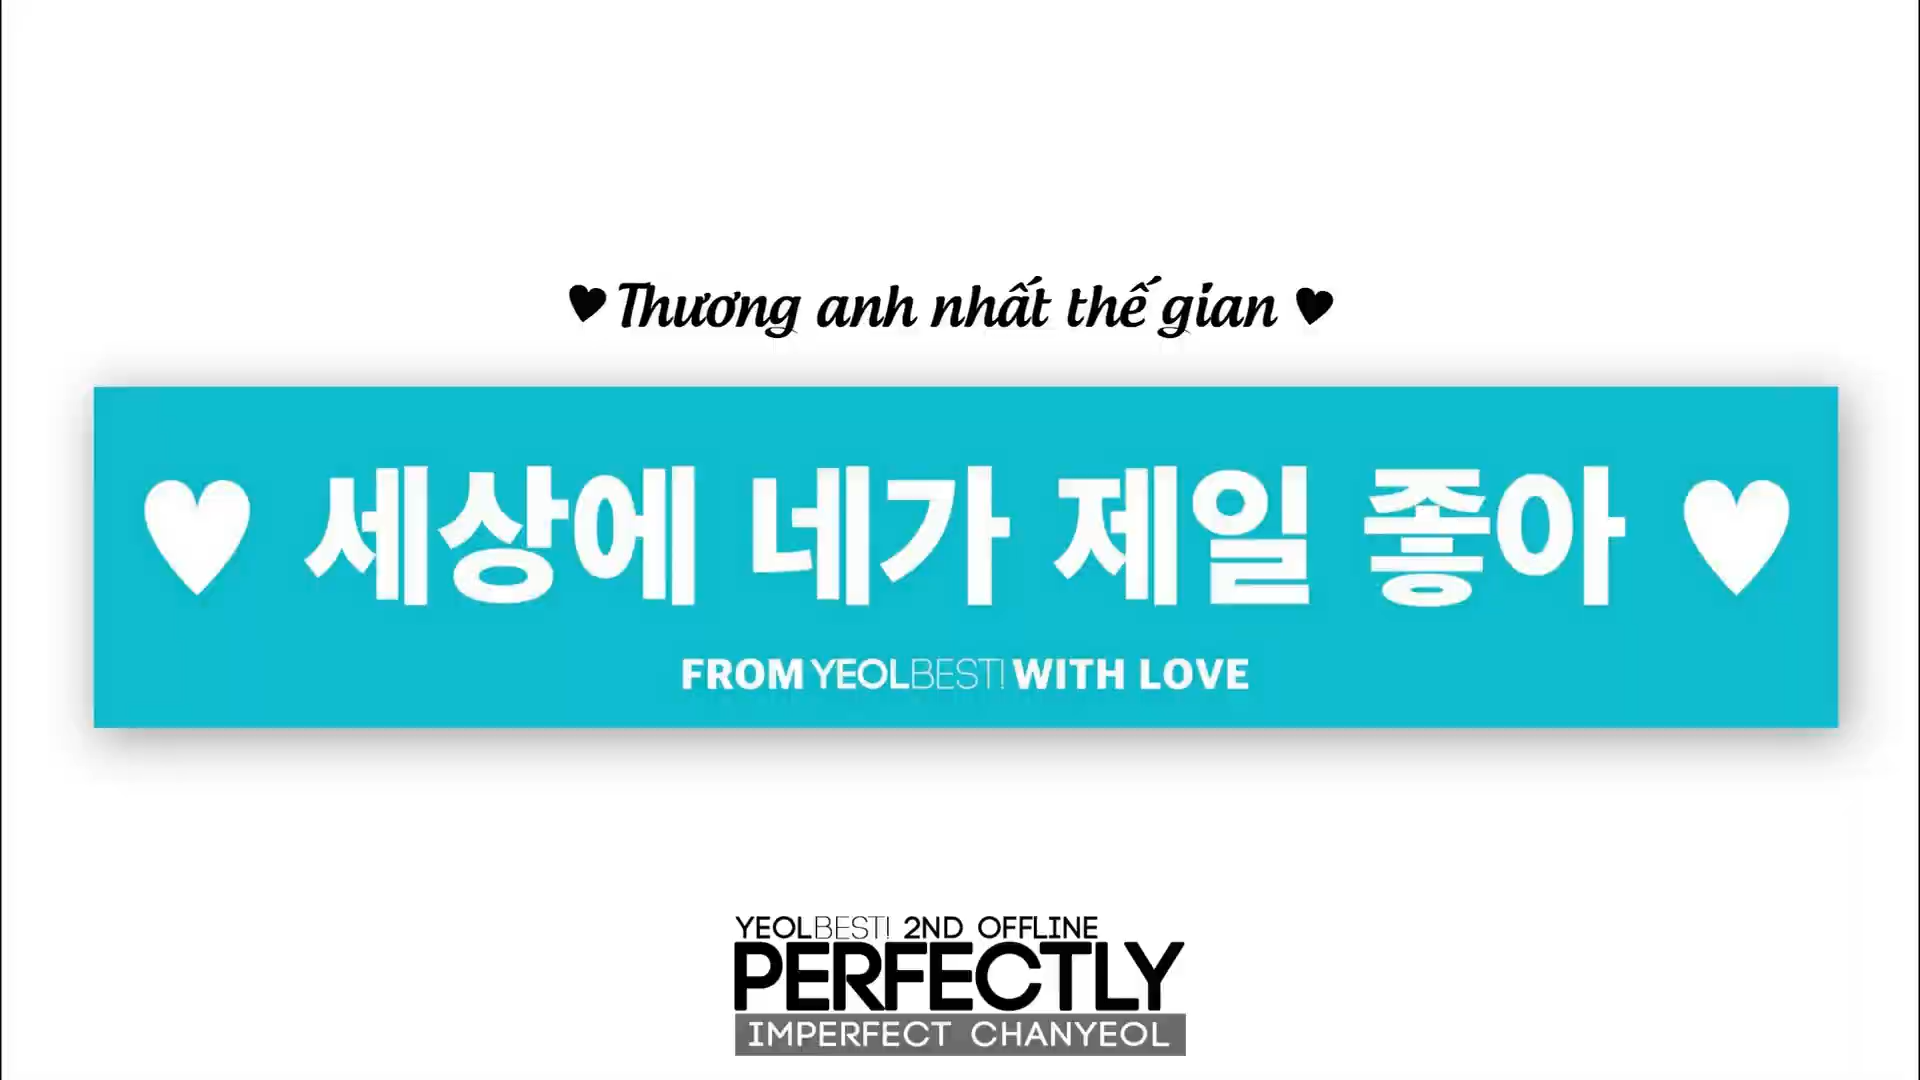 ♥ Thương anh nhất thế gian ♥
♥ 세상에 네가 제일 좋아 ♥
FROM YEOLBEST! WITH LOVE
YEOLBEST! 2ND OFFLINE
PERFECTLY
IMPERFECT CHANYEOL